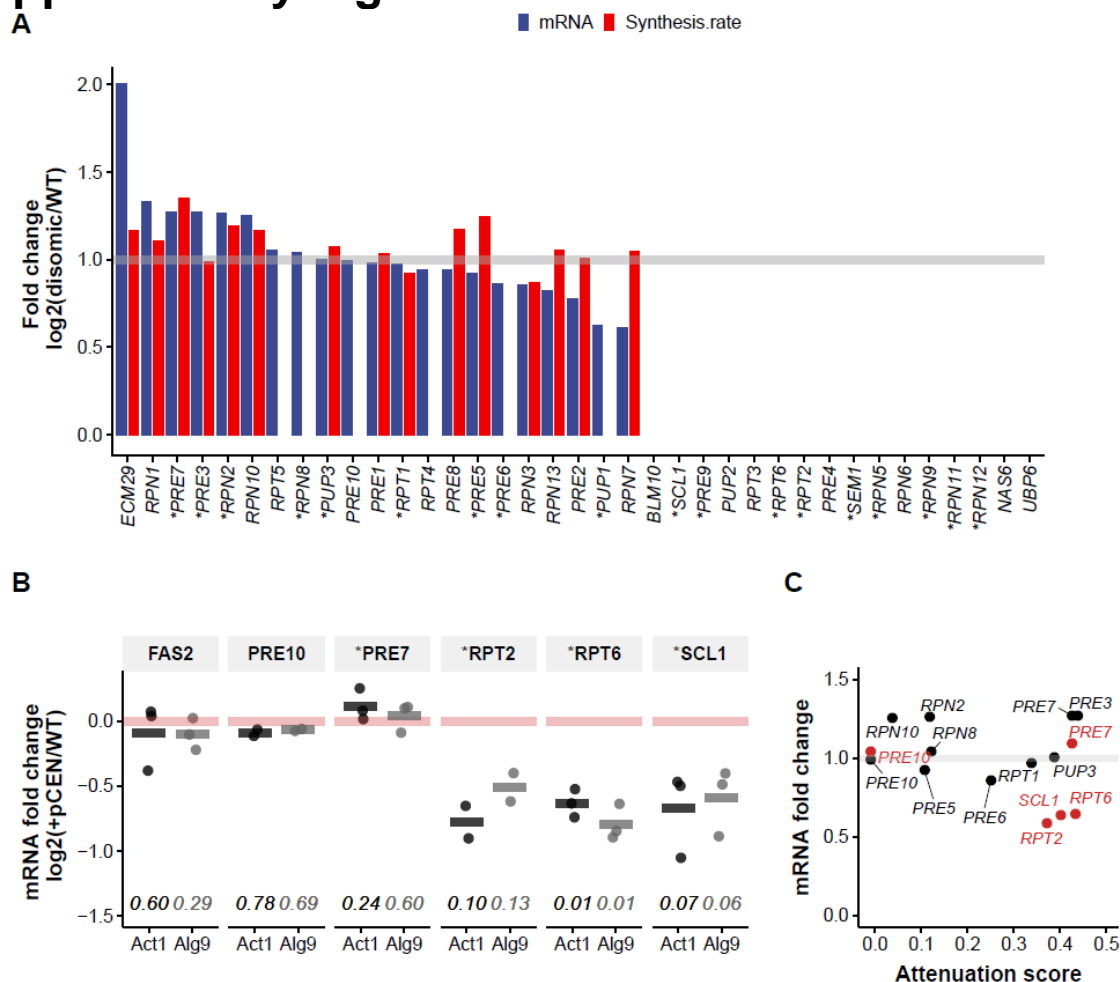 A
mRNA Synthesis.rate
Fold change
log2(disomic/WT)
2.0
1.5
1.0
0.5
0.0
ECM29 RPN1 *PRE7 *PRE3 *RPN2 RPN10 RPT5 *RPN8 *PUP3 PRE10 PRE1 *RPT1 RPT4 PRE8 *PRE5 *PRE6 RPN3 RPN13 PRE2 *PUP1 RPN7 BLM10 *SCL1 *PRE9 PUP2 RPT3 *RPT6 *RPT2 PRE4 *SEM1 *RPN5 RPN6 *RPN9 *RPN11 *RPN12 NAS6 UBP6
B
FAS2 PRE10 *PRE7 *RPT2 *RPT6 *SCL1
mRNA fold change
log2(+pCEN/WT)
0.0
−0.5
−1.0
−1.5
0.60 0.29 0.78 0.69 0.24 0.60 0.10 0.13 0.01 0.01 0.07 0.06
Act1 Alg9 Act1 Alg9 Act1 Alg9 Act1 Alg9 Act1 Alg9 Act1 Alg9
C
mRNA fold change
1.5
1.0
0.5
0.0
RPN2 PRE7 PRE3
RPN10 RPN8 PRE7
PRE10
PRE10 RPT1 PUP3
PRE5 PRE6 SCL1 RPT6
RPT2
0.0 0.1 0.2 0.3 0.4 0.5
Attenuation score